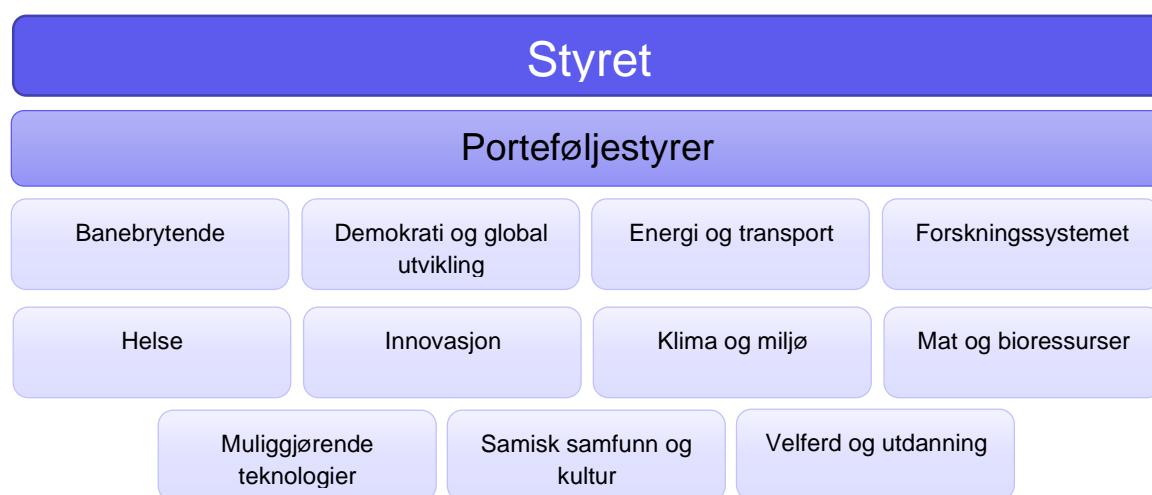 Styret
Porteføljestyrer
Banebrytende
Demokrati og global
utvikling
Energi og transport
Forskningssystemet
Helse
Innovasjon
Klima og miljø
Mat og bioressurser
Muliggjørende
teknologier
Samisk samfunn og
kultur
Velferd og utdanning